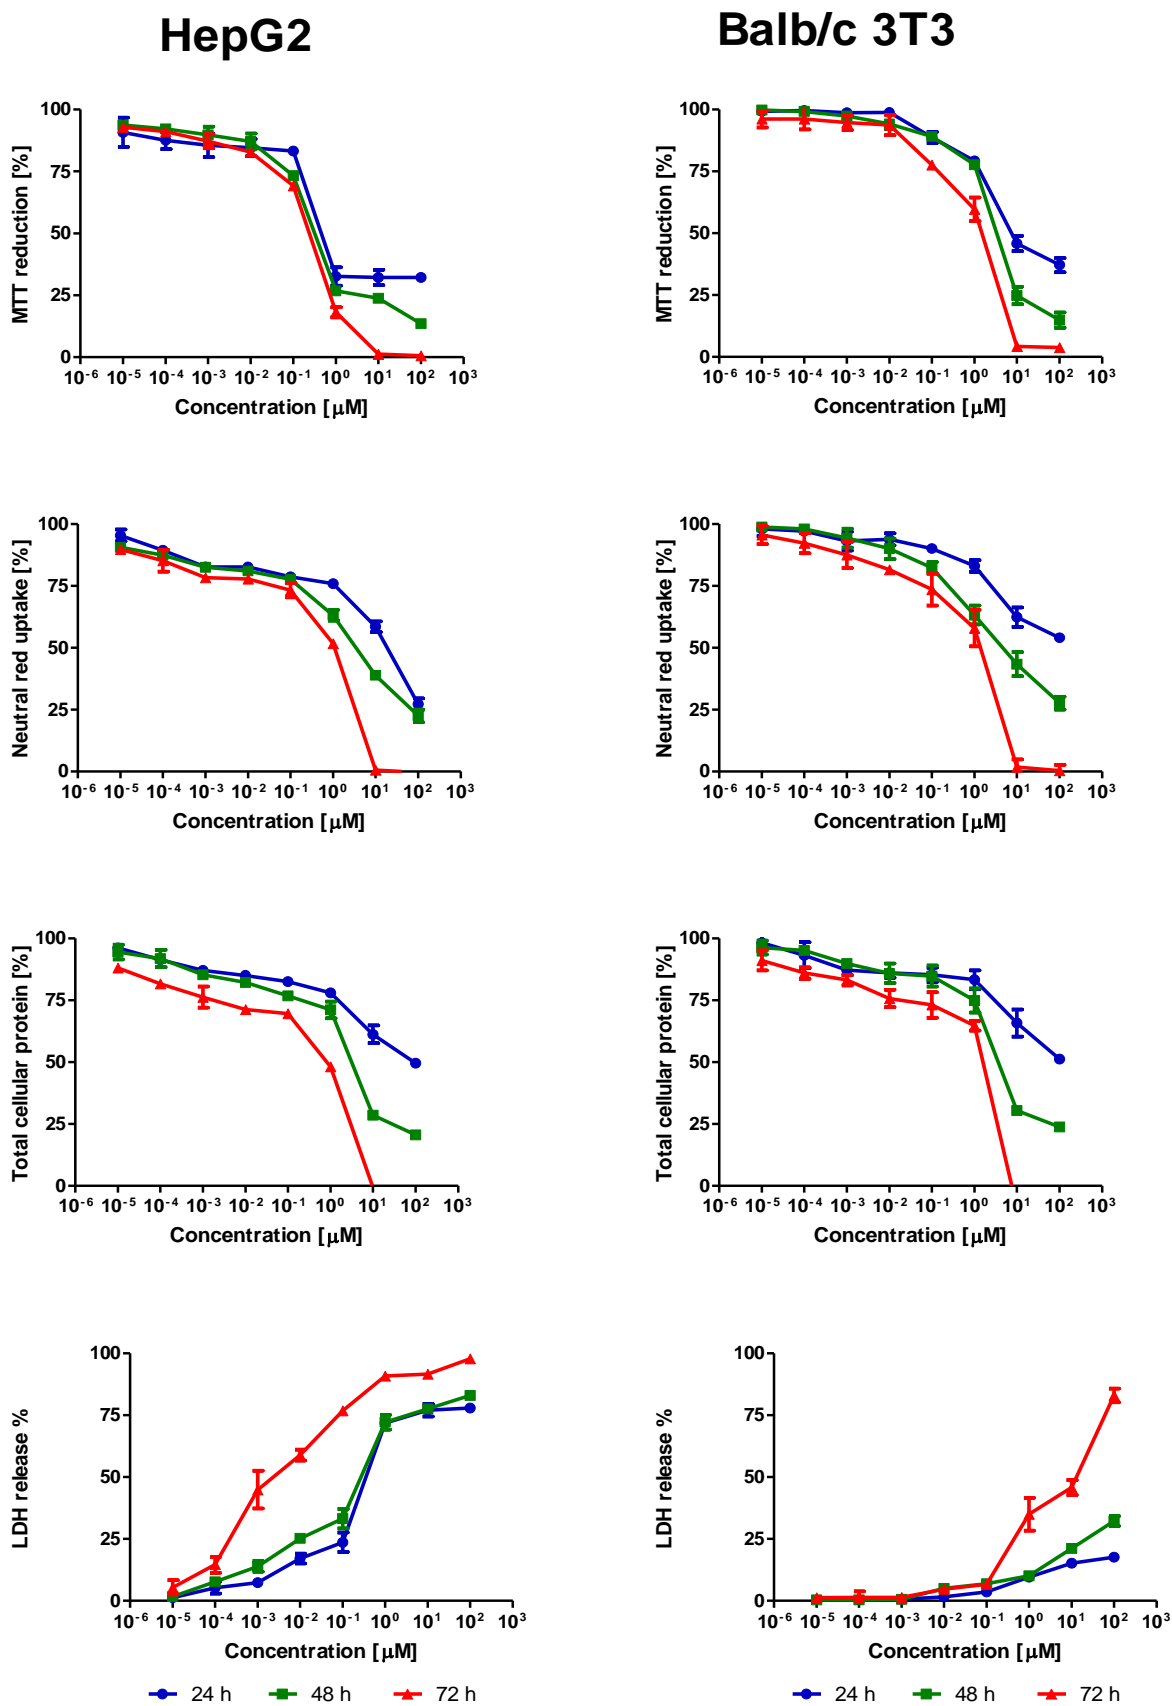 HepG2
Balb/c 3T3
MTT reduction [%]
100
75
50
25
0
10-6 10-5 10-4 10-3 10-2 10-1 100 101 102 103
Concentration [μM]
MTT reduction [%]
100
75
50
25
0
10-6 10-5 10-4 10-3 10-2 10-1 100 101 102 103
Concentration [μM]
Neutral red uptake [%]
100
75
50
25
0
10-6 10-5 10-4 10-3 10-2 10-1 100 101 102 103
Concentration [μM]
Neutral red uptake [%]
100
75
50
25
0
10-6 10-5 10-4 10-3 10-2 10-1 100 101 102 103
Concentration [μM]
Total cellular protein [%]
100
75
50
25
0
10-6 10-5 10-4 10-3 10-2 10-1 100 101 102 103
Concentration [μM]
Total cellular protein [%]
100
75
50
25
0
10-6 10-5 10-4 10-3 10-2 10-1 100 101 102 103
Concentration [μM]
LDH release %
100
75
50
25
0
10-6 10-5 10-4 10-3 10-2 10-1 100 101 102 103
Concentration [μM]
24 h 48 h 72 h
LDH release %
100
75
50
25
0
10-6 10-5 10-4 10-3 10-2 10-1 100 101 102 103
Concentration [μM]
24 h 48 h 72 h